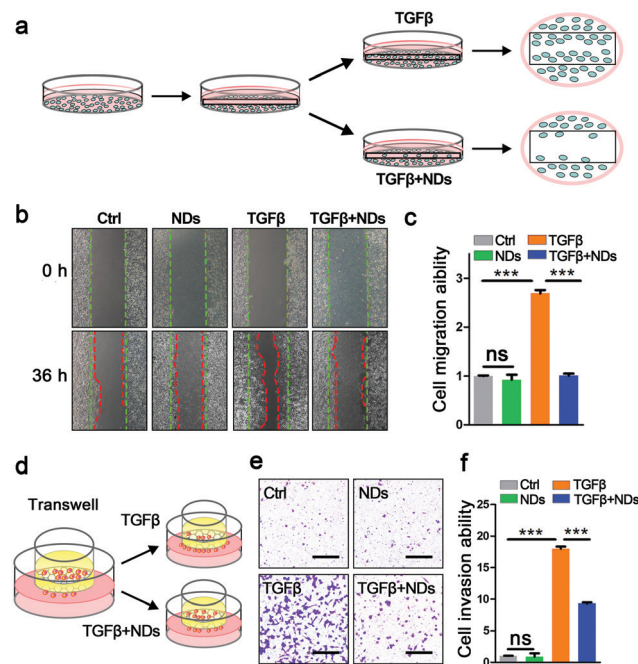 a
TGFβ
TGFβ+NDs
b
Ctrl NDs TGFβ TGFβ+NDs
0 h
36 h
c
Ctrl TGFβ
NDs TGFβ+NDs
Cell migration aibility
3
2
1
0
*** ***
ns
d
Transwell
TGFβ
TGFβ+NDs
e
Ctrl NDs
TGFβ TGFβ+NDs
f
Ctrl TGFβ
NDs TGFβ+NDs
Cell invasion ability
25
20
15
10
5
0
*** ***
ns